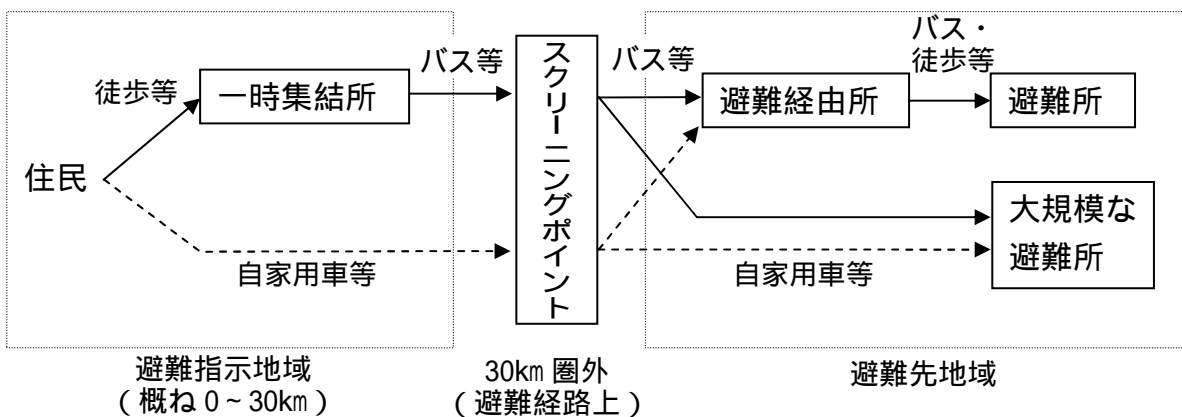 住民
徒歩等
一時集結所
バス等
自家用車等
スクリーニングポイント
バス等
避難経由所
バス・
徒歩等
避難所
大規模な
避難所
自家用車等
避難指示地域
(概ね0~30㎞)
30㎞圏外
(避難経路上)
避難先地域